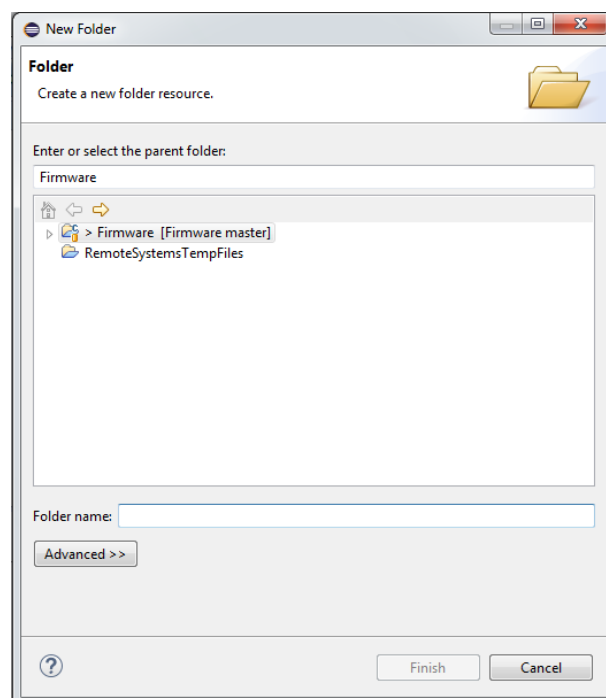 New Folder
Folder
Create a new folder resource.
Enter or select the parent folder:
Firmware
> Firmware [Firmware master]
RemoteSystemsTempFiles
Folder name:
Advanced >>
Finish
Cancel